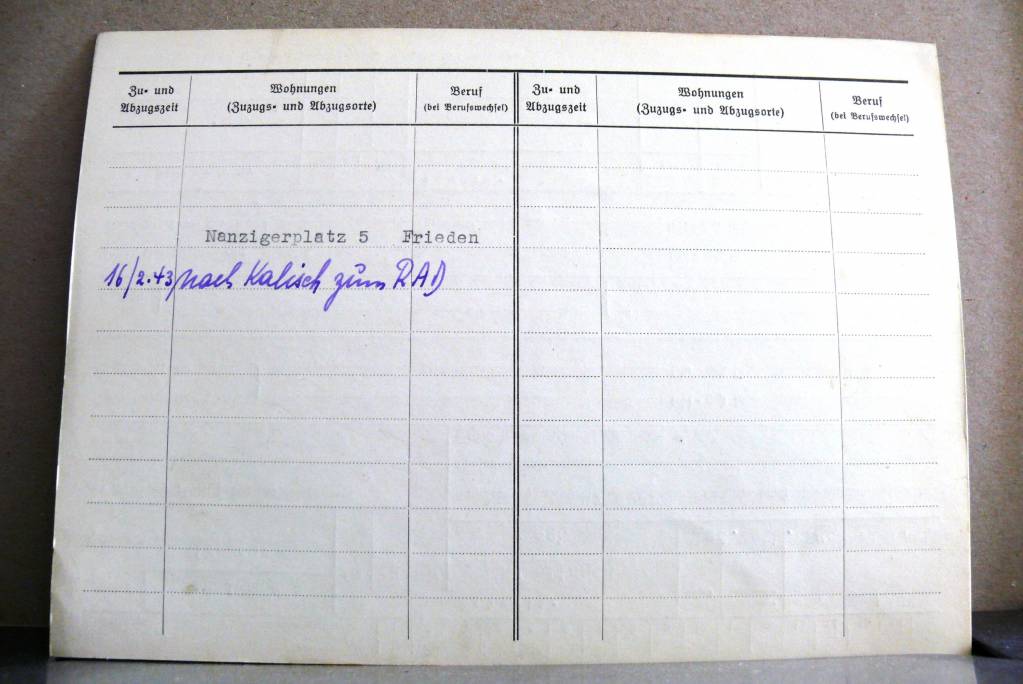 Zu- und Abzugszeit
Wohnungen
(Zuzugs- und Abzugsorte)
Beruf
(bei Berufswechsel)
Zu- und Abzugszeit
Wohnungen
(Zuzugs- und Abzugsorte)
Beruf
(bei Berufswechsel)
Nanzigerplatz 5 Frieden
16/2.43 nach Kalisch zum RAD